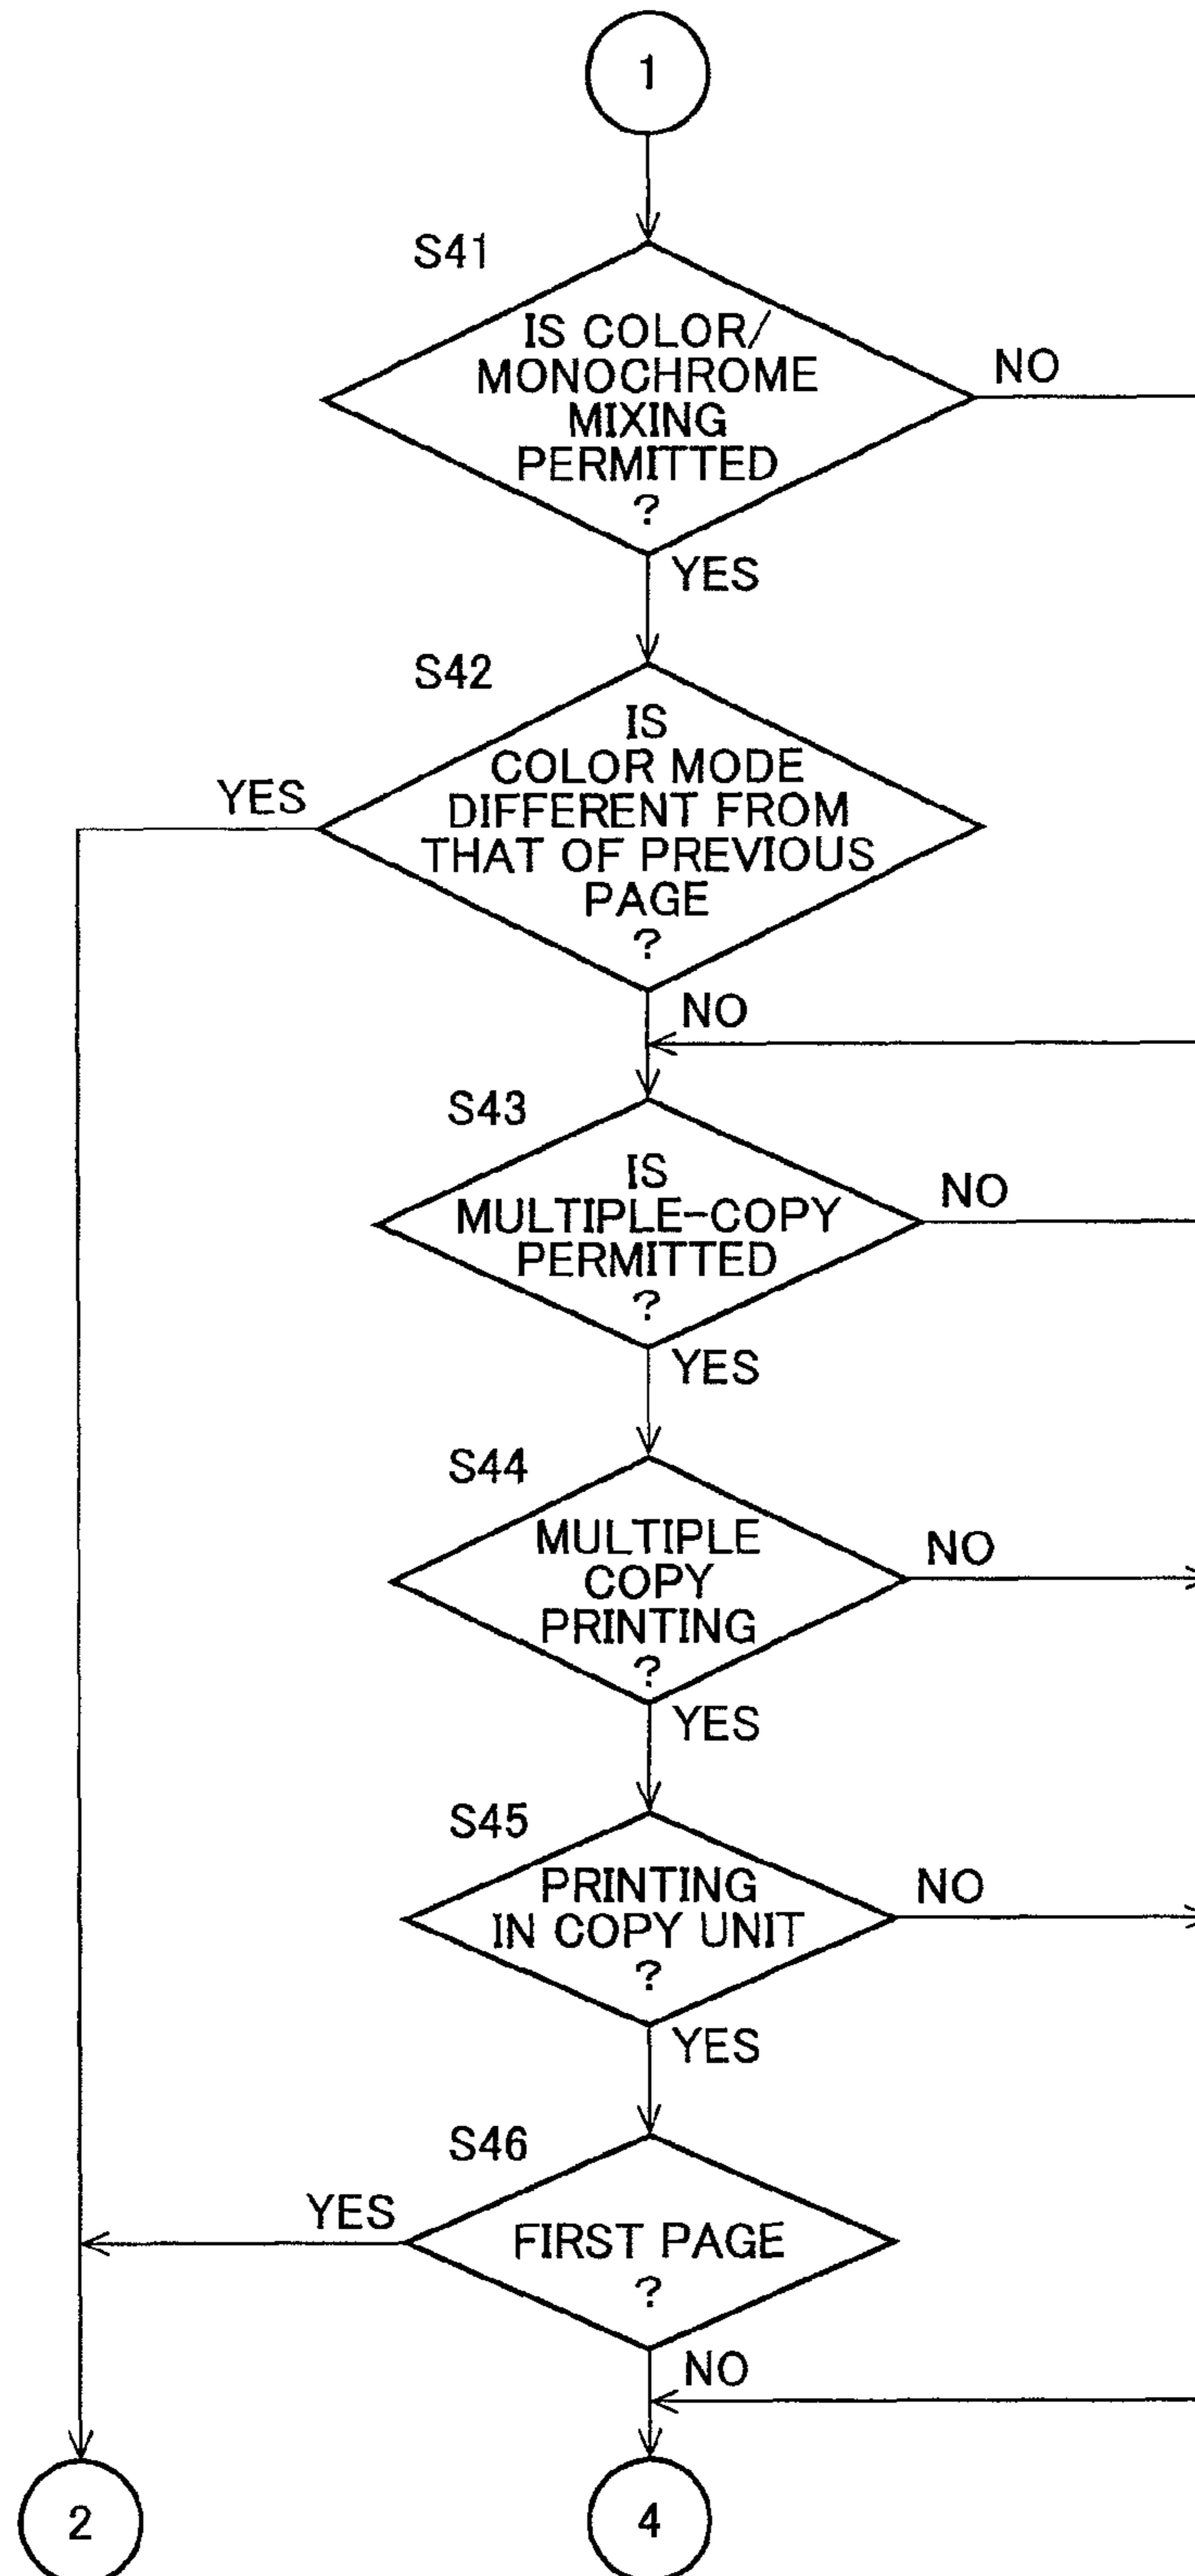 1
S41
IS COLOR/
MONOCHROME
MIXING
PERMITTED
?
NO
YES
S42
IS
COLOR MODE
DIFFERENT FROM
THAT OF PREVIOUS
PAGE
?
YES
NO
S43
IS
MULTIPLE-COPY
PERMITTED
?
NO
YES
S44
MULTIPLE
COPY
PRINTING
?
NO
YES
S45
PRINTING
IN COPY UNIT
?
NO
YES
S46
FIRST PAGE
?
YES
NO
2
4